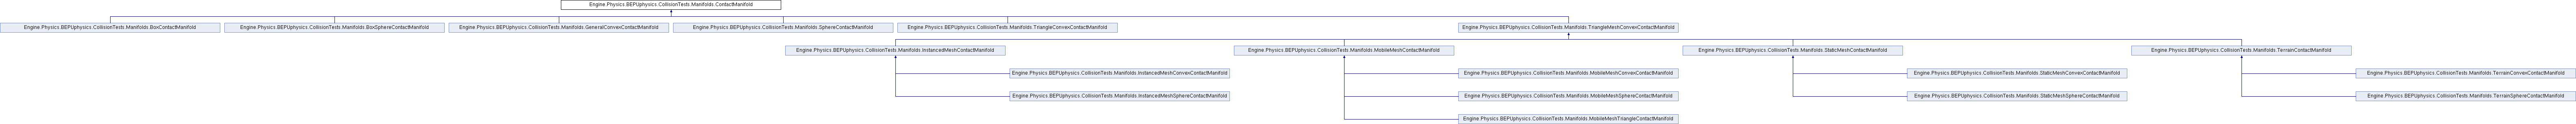 Engine.Physics.BEPUphysics.CollisionTests.Manifolds.ContactManifold
Engine.Physics.BEPUphysics.CollisionTests.Manifolds.BoxContactManifold
Engine.Physics.BEPUphysics.CollisionTests.Manifolds.BoxSphereContactManifold
Engine.Physics.BEPUphysics.CollisionTests.Manifolds.GeneralConvexContactManifold
Engine.Physics.BEPUphysics.CollisionTests.Manifolds.SphereContactManifold
Engine.Physics.BEPUphysics.CollisionTests.Manifolds.TriangleConvexContactManifold
Engine.Physics.BEPUphysics.CollisionTests.Manifolds.TriangleMeshConvexContactManifold
Engine.Physics.BEPUphysics.CollisionTests.Manifolds.InstancedMeshContactManifold
Engine.Physics.BEPUphysics.CollisionTests.Manifolds.MobileMeshContactManifold
Engine.Physics.BEPUphysics.CollisionTests.Manifolds.StaticMeshContactManifold
Engine.Physics.BEPUphysics.CollisionTests.Manifolds.TerrainContactManifold
Engine.Physics.BEPUphysics.CollisionTests.Manifolds.InstancedMeshConvexContactManifold
Engine.Physics.BEPUphysics.CollisionTests.Manifolds.MobileMeshConvexContactManifold
Engine.Physics.BEPUphysics.CollisionTests.Manifolds.StaticMeshConvexContactManifold
Engine.Physics.BEPUphysics.CollisionTests.Manifolds.TerrainConvexContactManifold
Engine.Physics.BEPUphysics.CollisionTests.Manifolds.InstancedMeshSphereContactManifold
Engine.Physics.BEPUphysics.CollisionTests.Manifolds.MobileMeshSphereContactManifold
Engine.Physics.BEPUphysics.CollisionTests.Manifolds.StaticMeshSphereContactManifold
Engine.Physics.BEPUphysics.CollisionTests.Manifolds.TerrainSphereContactManifold
Engine.Physics.BEPUphysics.CollisionTests.Manifolds.MobileMeshTriangleContactManifold